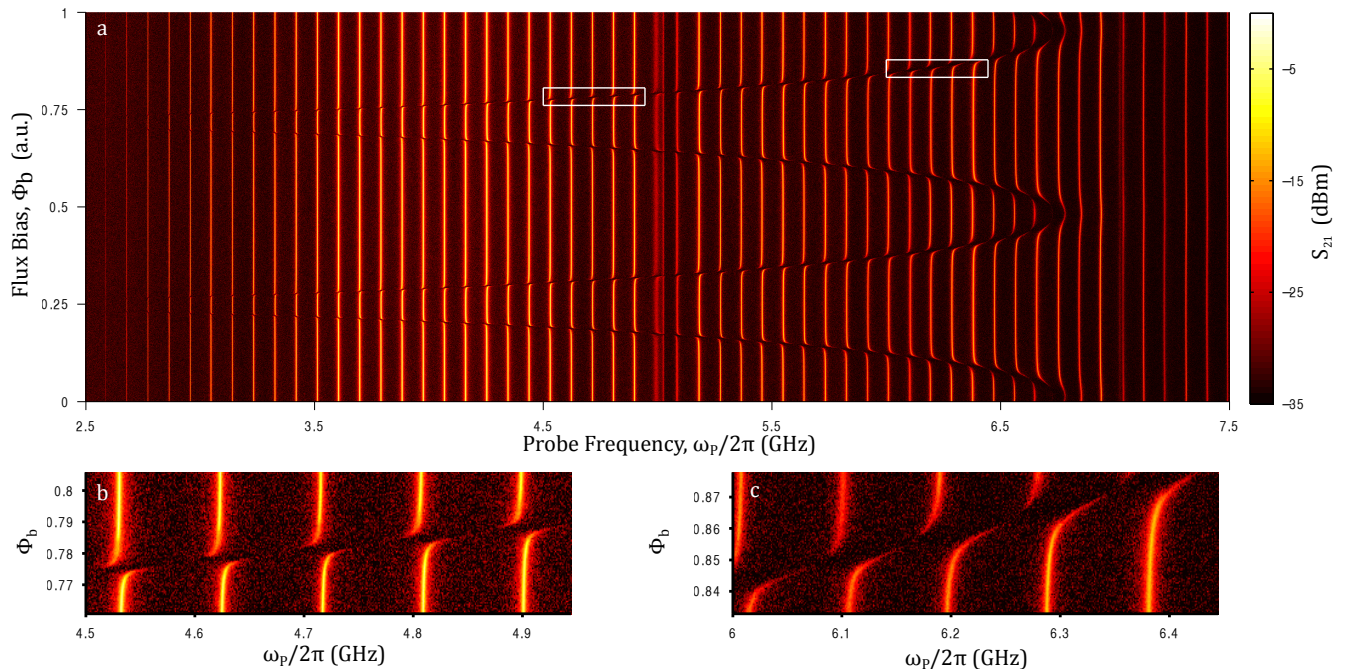 a
1
0.75
0.5
0.25
0
Flux Bias, Φb (a.u.)
2.5 3.5 4.5 5.5 6.5 7.5
Probe Frequency, ωP/2π (GHz)
−5
−15
−25
−35
S21 (dBm)
b
0.8
0.79
0.78
0.77
Φb
4.5 4.6 4.7 4.8 4.9
ωP/2π (GHz)
c
0.87
0.86
0.85
0.84
Φb
6 6.1 6.2 6.3 6.4
ωP/2π (GHz)